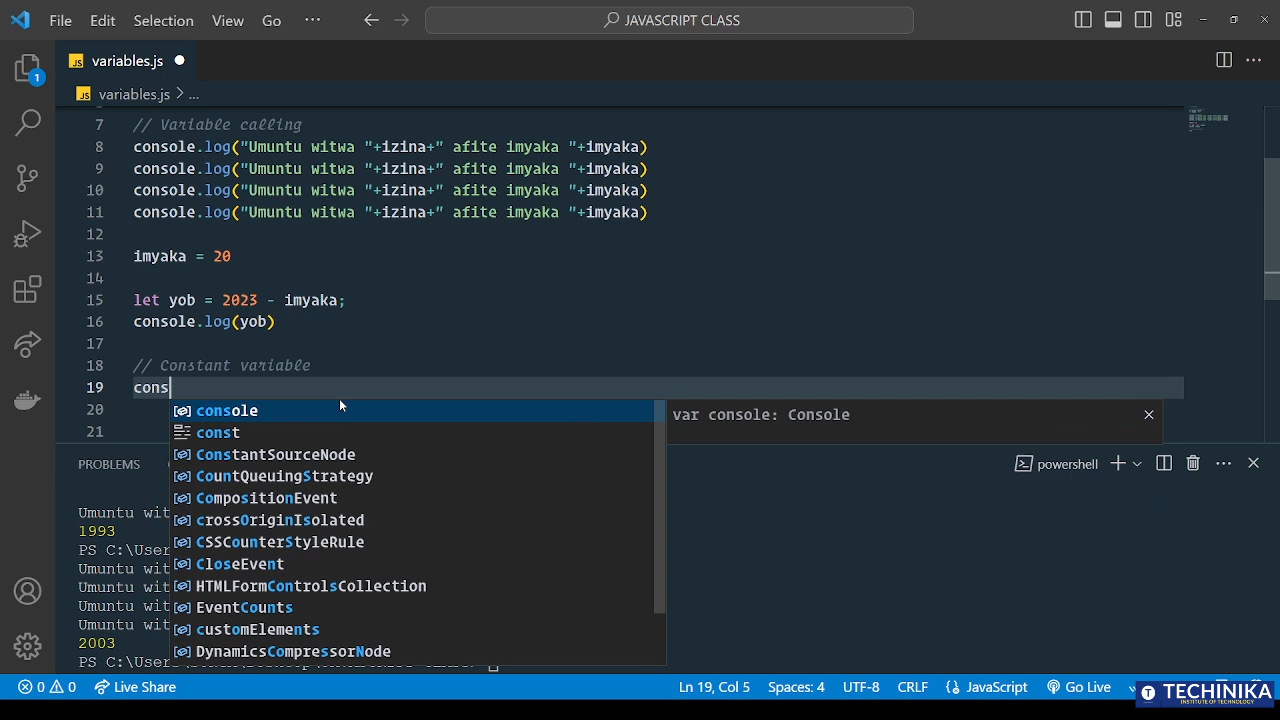 File Edit Selection View Go ··· JAVASCRIPT CLASS
JS variables.js
JS variables.js > ...
7 // Variable calling
8 console.log("Umuntu witwa "+izina+" afite imyaka "+imyaka)
9 console.log("Umuntu witwa "+izina+" afite imyaka "+imyaka)
10 console.log("Umuntu witwa "+izina+" afite imyaka "+imyaka)
11 console.log("Umuntu witwa "+izina+" afite imyaka "+imyaka)
12
13 imyaka = 20
14
15 let yob = 2023 - imyaka;
16 console.log(yob)
17
18 // Constant variable
19 cons
20
21
console
const
ConstantSourceNode
CountQueuingStrategy
CompositionEvent
crossOriginIsolated
CSSCounterStyleRule
CloseEvent
HTMLFormControlsCollection
EventCounts
customElements
DynamicsCompressorNode
var console: Console
1
PROBLEMS
powershell
Umuntu wit
1993
PS C:\User
Umuntu wit
Umuntu wit
Umuntu wit
Umuntu wit
2003
PS C:\User
0 0 Live Share Ln 19, Col 5 Spaces: 4 UTF-8 CRLF {} JavaScript Go Live
TECHINIKA
INSTITUTE OF TECHNOLOGY